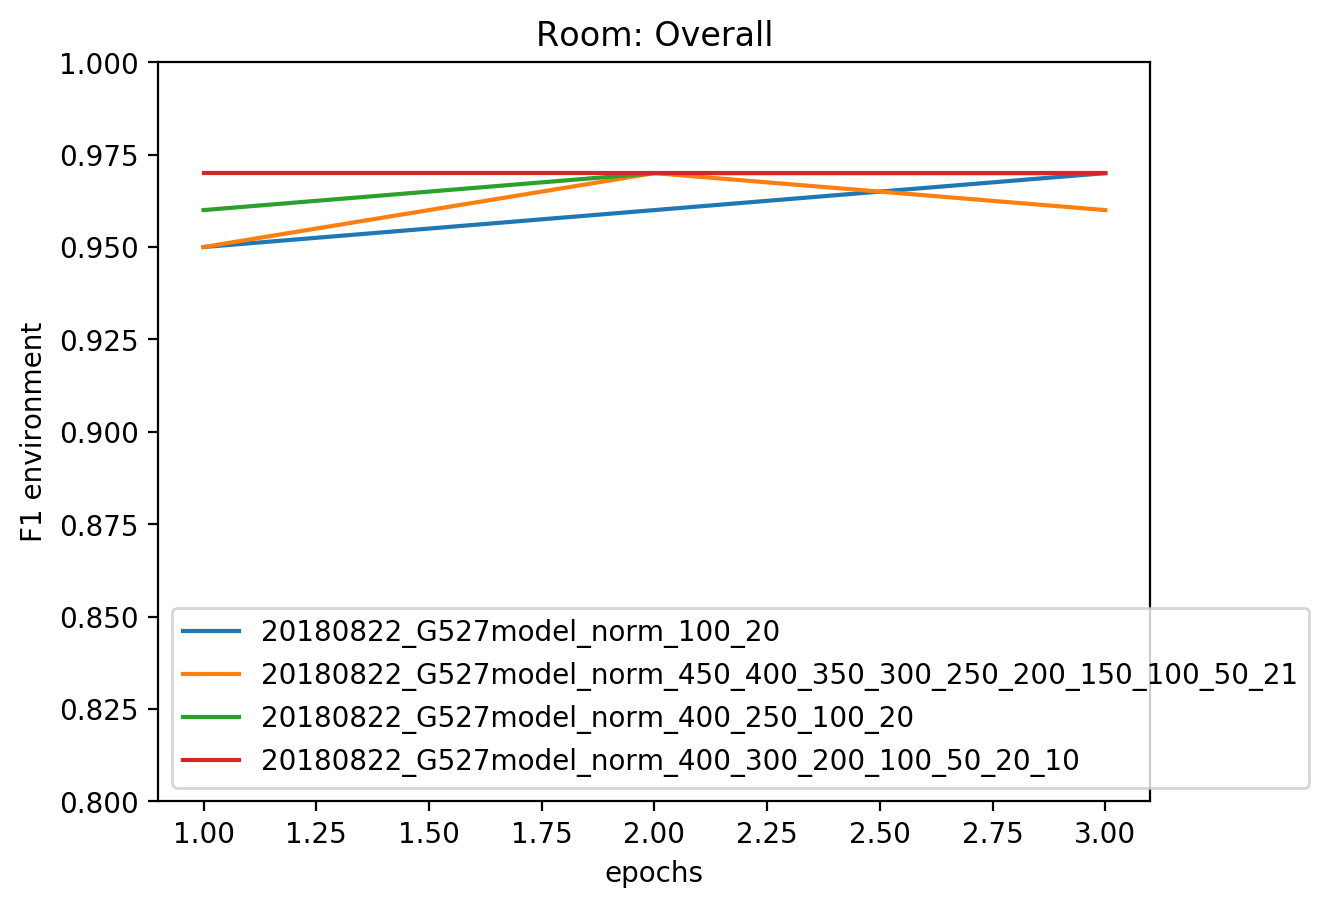 Room: Overall
1.000
0.975
0.950
0.925
0.900
0.875
0.850
0.825
0.800
F1 environment
20180822_G527model_norm_100_20
20180822_G527model_norm_450_400_350_300_250_200_150_100_50_21
20180822_G527model_norm_400_250_100_20
20180822_G527model_norm_400_300_200_100_50_20_10
1.00 1.25 1.50 1.75 2.00 2.25 2.50 2.75 3.00
epochs